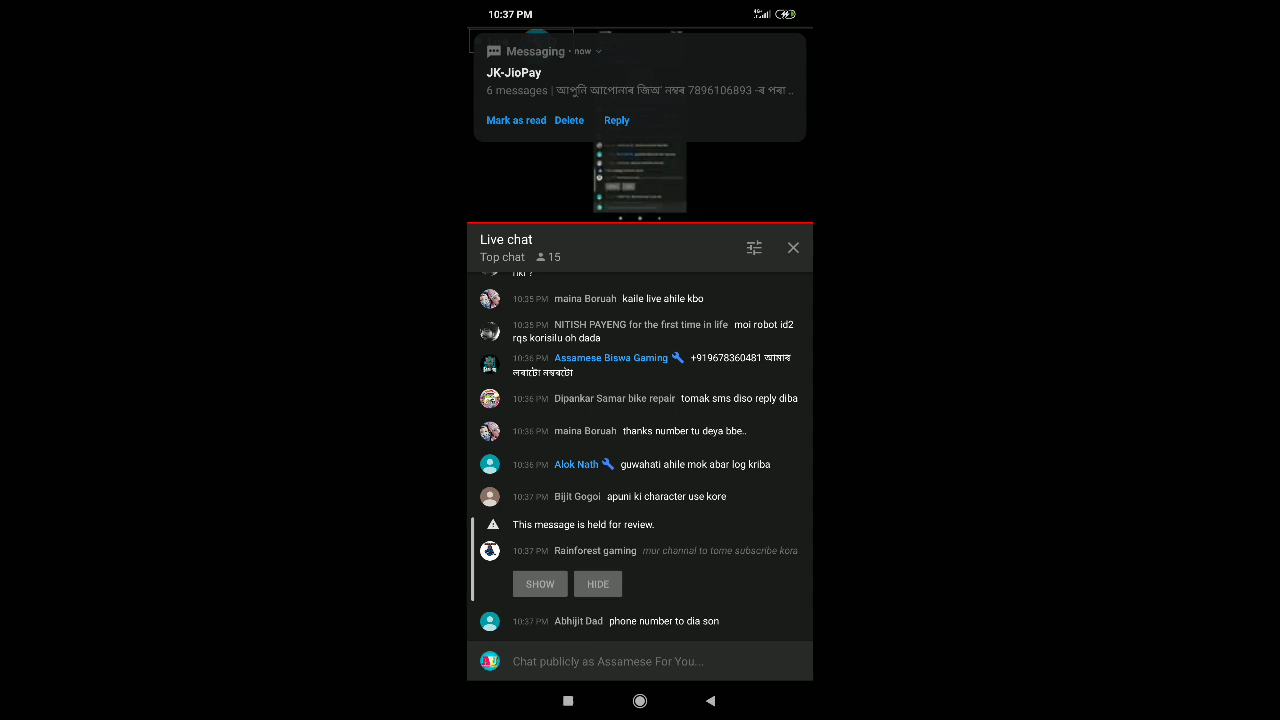 10:37 PM
4G+
Messaging • now
JK-JioPay
6 messages | আপুনি আপোনাৰ জিঅ' নম্বৰ 7896106893 -ৰ পৰা ..
Mark as read Delete Reply
Live chat
Top chat 15
10:35 PM maina Boruah kaile live ahile kbo
10:35 PM NITISH PAYENG for the first time in life moi robot id2
rqs korisilu oh dada
10:36 PM Assamese Biswa Gaming +919678360481 আমাৰ
লৰাটো নম্বৰটো
10:36 PM Dipankar Samar bike repair tomak sms diso reply diba
10:36 PM maina Boruah thanks number tu deya bbe..
10:36 PM Alok Nath guwahati ahile mok abar log kriba
10:37 PM Bijit Gogoi apuni ki character use kore
This message is held for review.
10:37 PM Rainforest gaming mur channal to tome subscribe kora
SHOW HIDE
10:37 PM Abhijit Dad phone number to dia son
Chat publicly as Assamese For You...